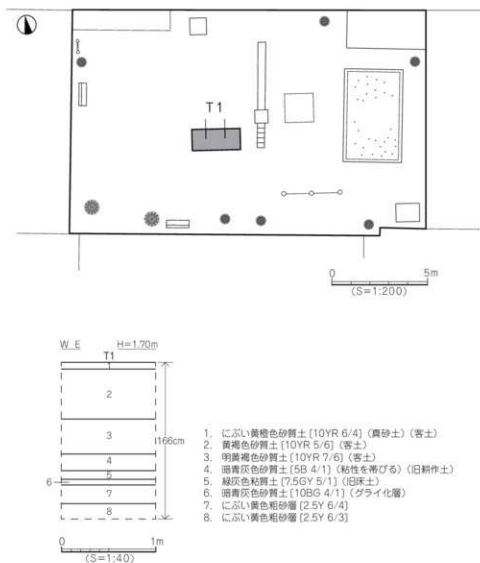 T1
0 5m
(S=1:200)
W E H=1.70m
T1
1
2
3
4
5
6
7
8
166cm
0 1m
(S=1:40)
1. にぶい黄橙色砂質土 [10YR 6/4] (真砂土) (客土)
2. 黄褐色砂質土 [10YR 5/6] (客土)
3. 明黄褐色砂質土 [10YR 7/6] (客土)
4. 暗青灰色砂質土 [5B 4/1] (粘性を帯びる) (旧耕作土)
5. 緑灰色粘質土 [7.5GY 5/1] (旧床土)
6. 暗青灰色砂質土 [10BG 4/1] (グライ化層)
7. にぶい黄色粗砂層 [2.5Y 6/4]
8. にぶい黄色粗砂層 [2.5Y 6/3]